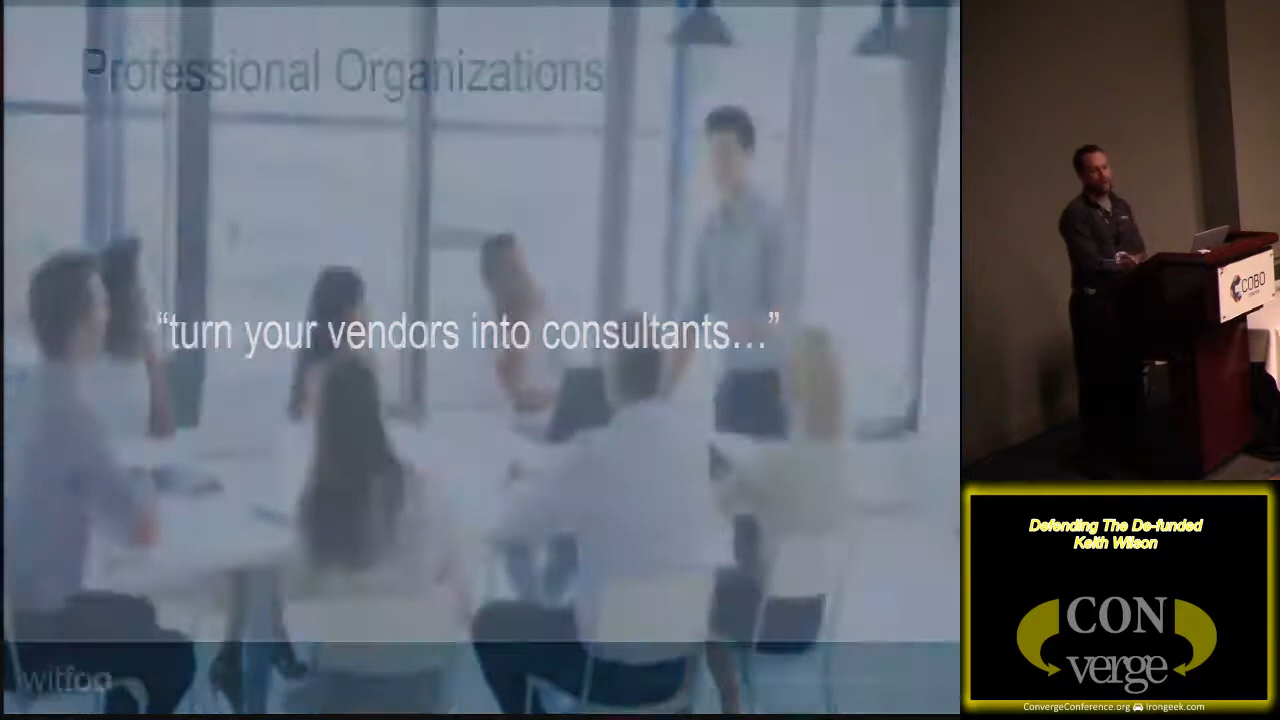 Professional Organizations
“turn your vendors into consultants…”
witfoo
COBO
Defending The De-funded
Keith Wilson
CON
verge
ConvergeConference.org Irongeek.com